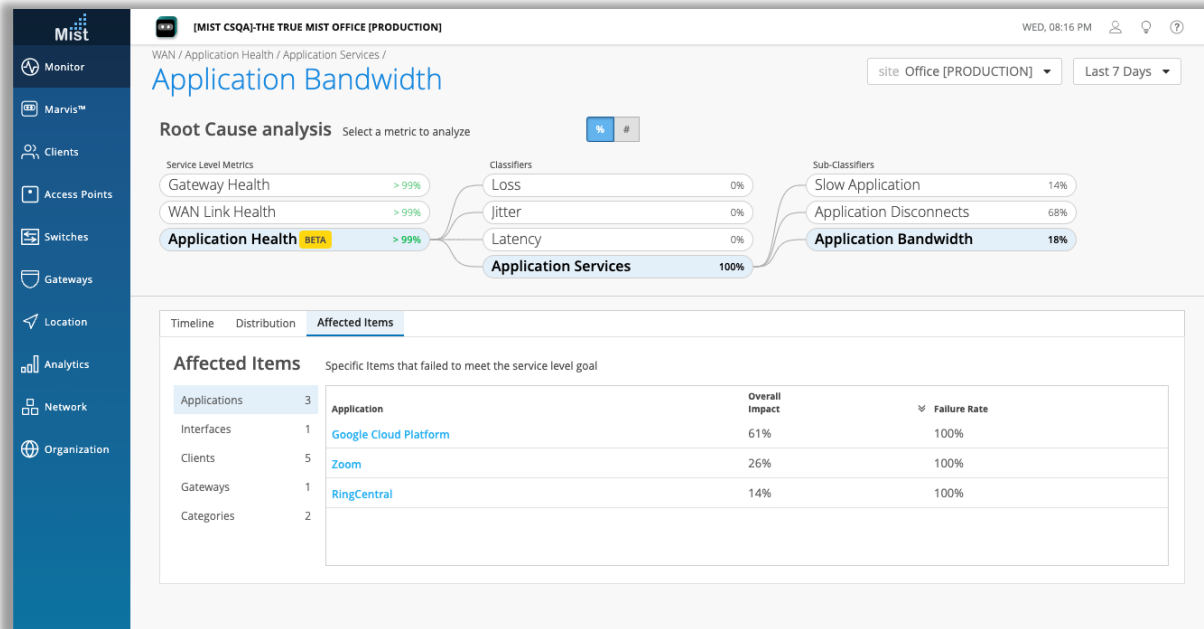 Mist
[MIST CSQA]-THE TRUE MIST OFFICE [PRODUCTION]
WED, 08:16 PM
?
Monitor
Marvis™
Clients
Access Points
Switches
Gateways
Location
Analytics
Network
Organization
WAN / Application Health / Application Services /
Application Bandwidth
site Office [PRODUCTION]
Last 7 Days
Root Cause analysis Select a metric to analyze
% #
Service Level Metrics
Gateway Health > 99%
WAN Link Health > 99%
Application Health BETA > 99%
Classifiers
Loss 0%
Jitter 0%
Latency 0%
Application Services 100%
Sub-Classifiers
Slow Application 14%
Application Disconnects 68%
Application Bandwidth 18%
Timeline Distribution Affected Items
Affected Items Specific Items that failed to meet the service level goal
Applications 3
Interfaces 1
Clients 5
Gateways 1
Categories 2
Application Overall Impact Failure Rate
Google Cloud Platform 61% 100%
Zoom 26% 100%
RingCentral 14% 100%